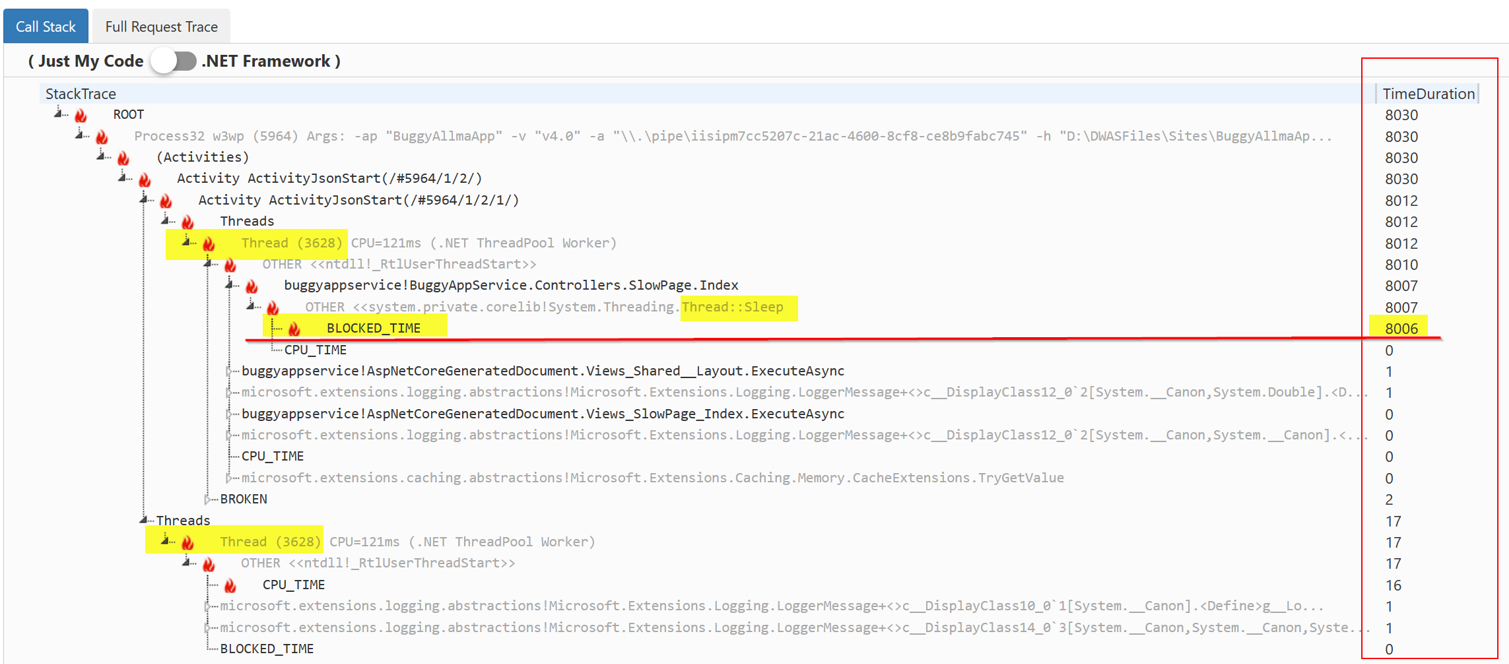 Call Stack Full Request Trace
( Just My Code .NET Framework )
StackTrace TimeDuration
ROOT 8030
Process32 w3wp (5964) Args: -ap "BuggyAllmaApp" -v "v4.0" -a "\\.\pipe\iisipm7cc5207c-21ac-4600-8cf8-ce8b9fabc745" -h "D:\DWASFiles\Sites\BuggyAllmaAp... 8030
(Activities) 8030
Activity ActivityJsonStart(/#5964/1/2/) 8030
Activity ActivityJsonStart(/#5964/1/2/1/) 8012
Threads 8012
Thread (3628) CPU=121ms (.NET ThreadPool Worker) 8012
OTHER <<ntdll!_RtlUserThreadStart>> 8010
buggyappservice!BuggyAppService.Controllers.SlowPage.Index 8007
OTHER <<system.private.corelib!System.Threading.Thread::Sleep 8007
BLOCKED_TIME 8006
CPU_TIME 0
buggyappservice!AspNetCoreGeneratedDocument.Views_Shared__Layout.ExecuteAsync 1
microsoft.extensions.logging.abstractions!Microsoft.Extensions.Logging.LoggerMessage+<>c__DisplayClass12_0`2[System.__Canon,System.Double].<D... 1
buggyappservice!AspNetCoreGeneratedDocument.Views_SlowPage_Index.ExecuteAsync 0
microsoft.extensions.logging.abstractions!Microsoft.Extensions.Logging.LoggerMessage+<>c__DisplayClass12_0`2[System.__Canon,System.__Canon].<... 0
CPU_TIME 0
microsoft.extensions.caching.abstractions!Microsoft.Extensions.Caching.Memory.CacheExtensions.TryGetValue 0
BROKEN 2
Threads 17
Thread (3628) CPU=121ms (.NET ThreadPool Worker) 17
OTHER <<ntdll!_RtlUserThreadStart>> 17
CPU_TIME 16
microsoft.extensions.logging.abstractions!Microsoft.Extensions.Logging.LoggerMessage+<>c__DisplayClass10_0`1[System.__Canon].<Define>g__Lo... 1
microsoft.extensions.logging.abstractions!Microsoft.Extensions.Logging.LoggerMessage+<>c__DisplayClass14_0`3[System.__Canon,System.__Canon,Syste... 1
BLOCKED_TIME 0